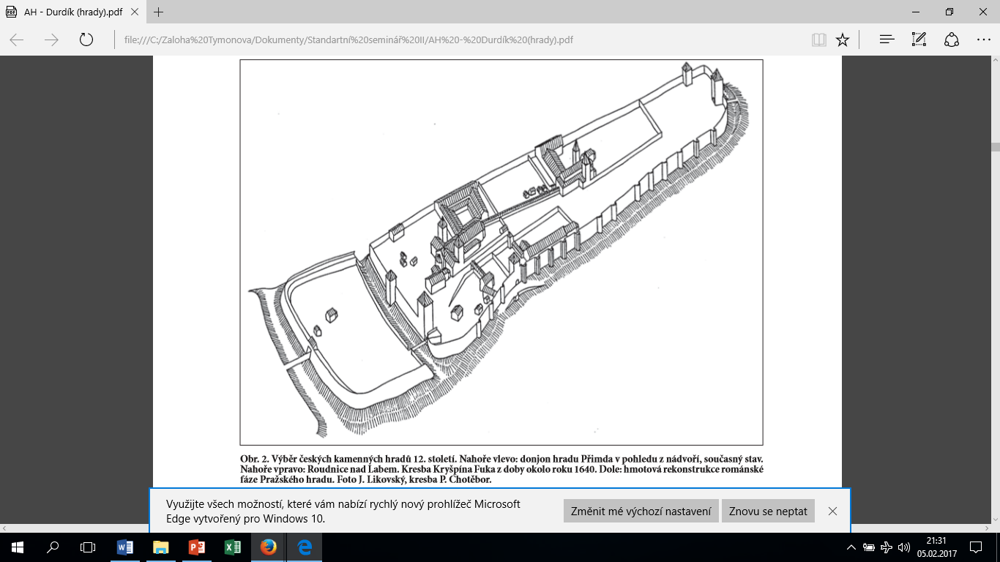 AH - Durdík (hrady).pdf
file:///C:/Zaloha%20Tymonova/Dokumenty/Standartní%20seminář%20II/AH%20-%20Durdík%20(hrady).pdf
Obr. 2. Výběr českých kamenných hradů 12. století. Nahoře vlevo: donjon hradu Přimda v pohledu z nádvoří, současný stav.
Nahoře vpravo: Roudnice nad Labem. Kresba Kryšpína Fuka z doby okolo roku 1640. Dole: hmotová rekonstrukce románské
fáze Pražského hradu. Foto J. Likovský, kresba P. Chotěbor.
Využijte všech možností, které vám nabízí rychlý nový prohlížeč Microsoft
Edge vytvořený pro Windows 10.
Změnit mé výchozí nastavení
Znovu se neptat
21:31
05.02.2017